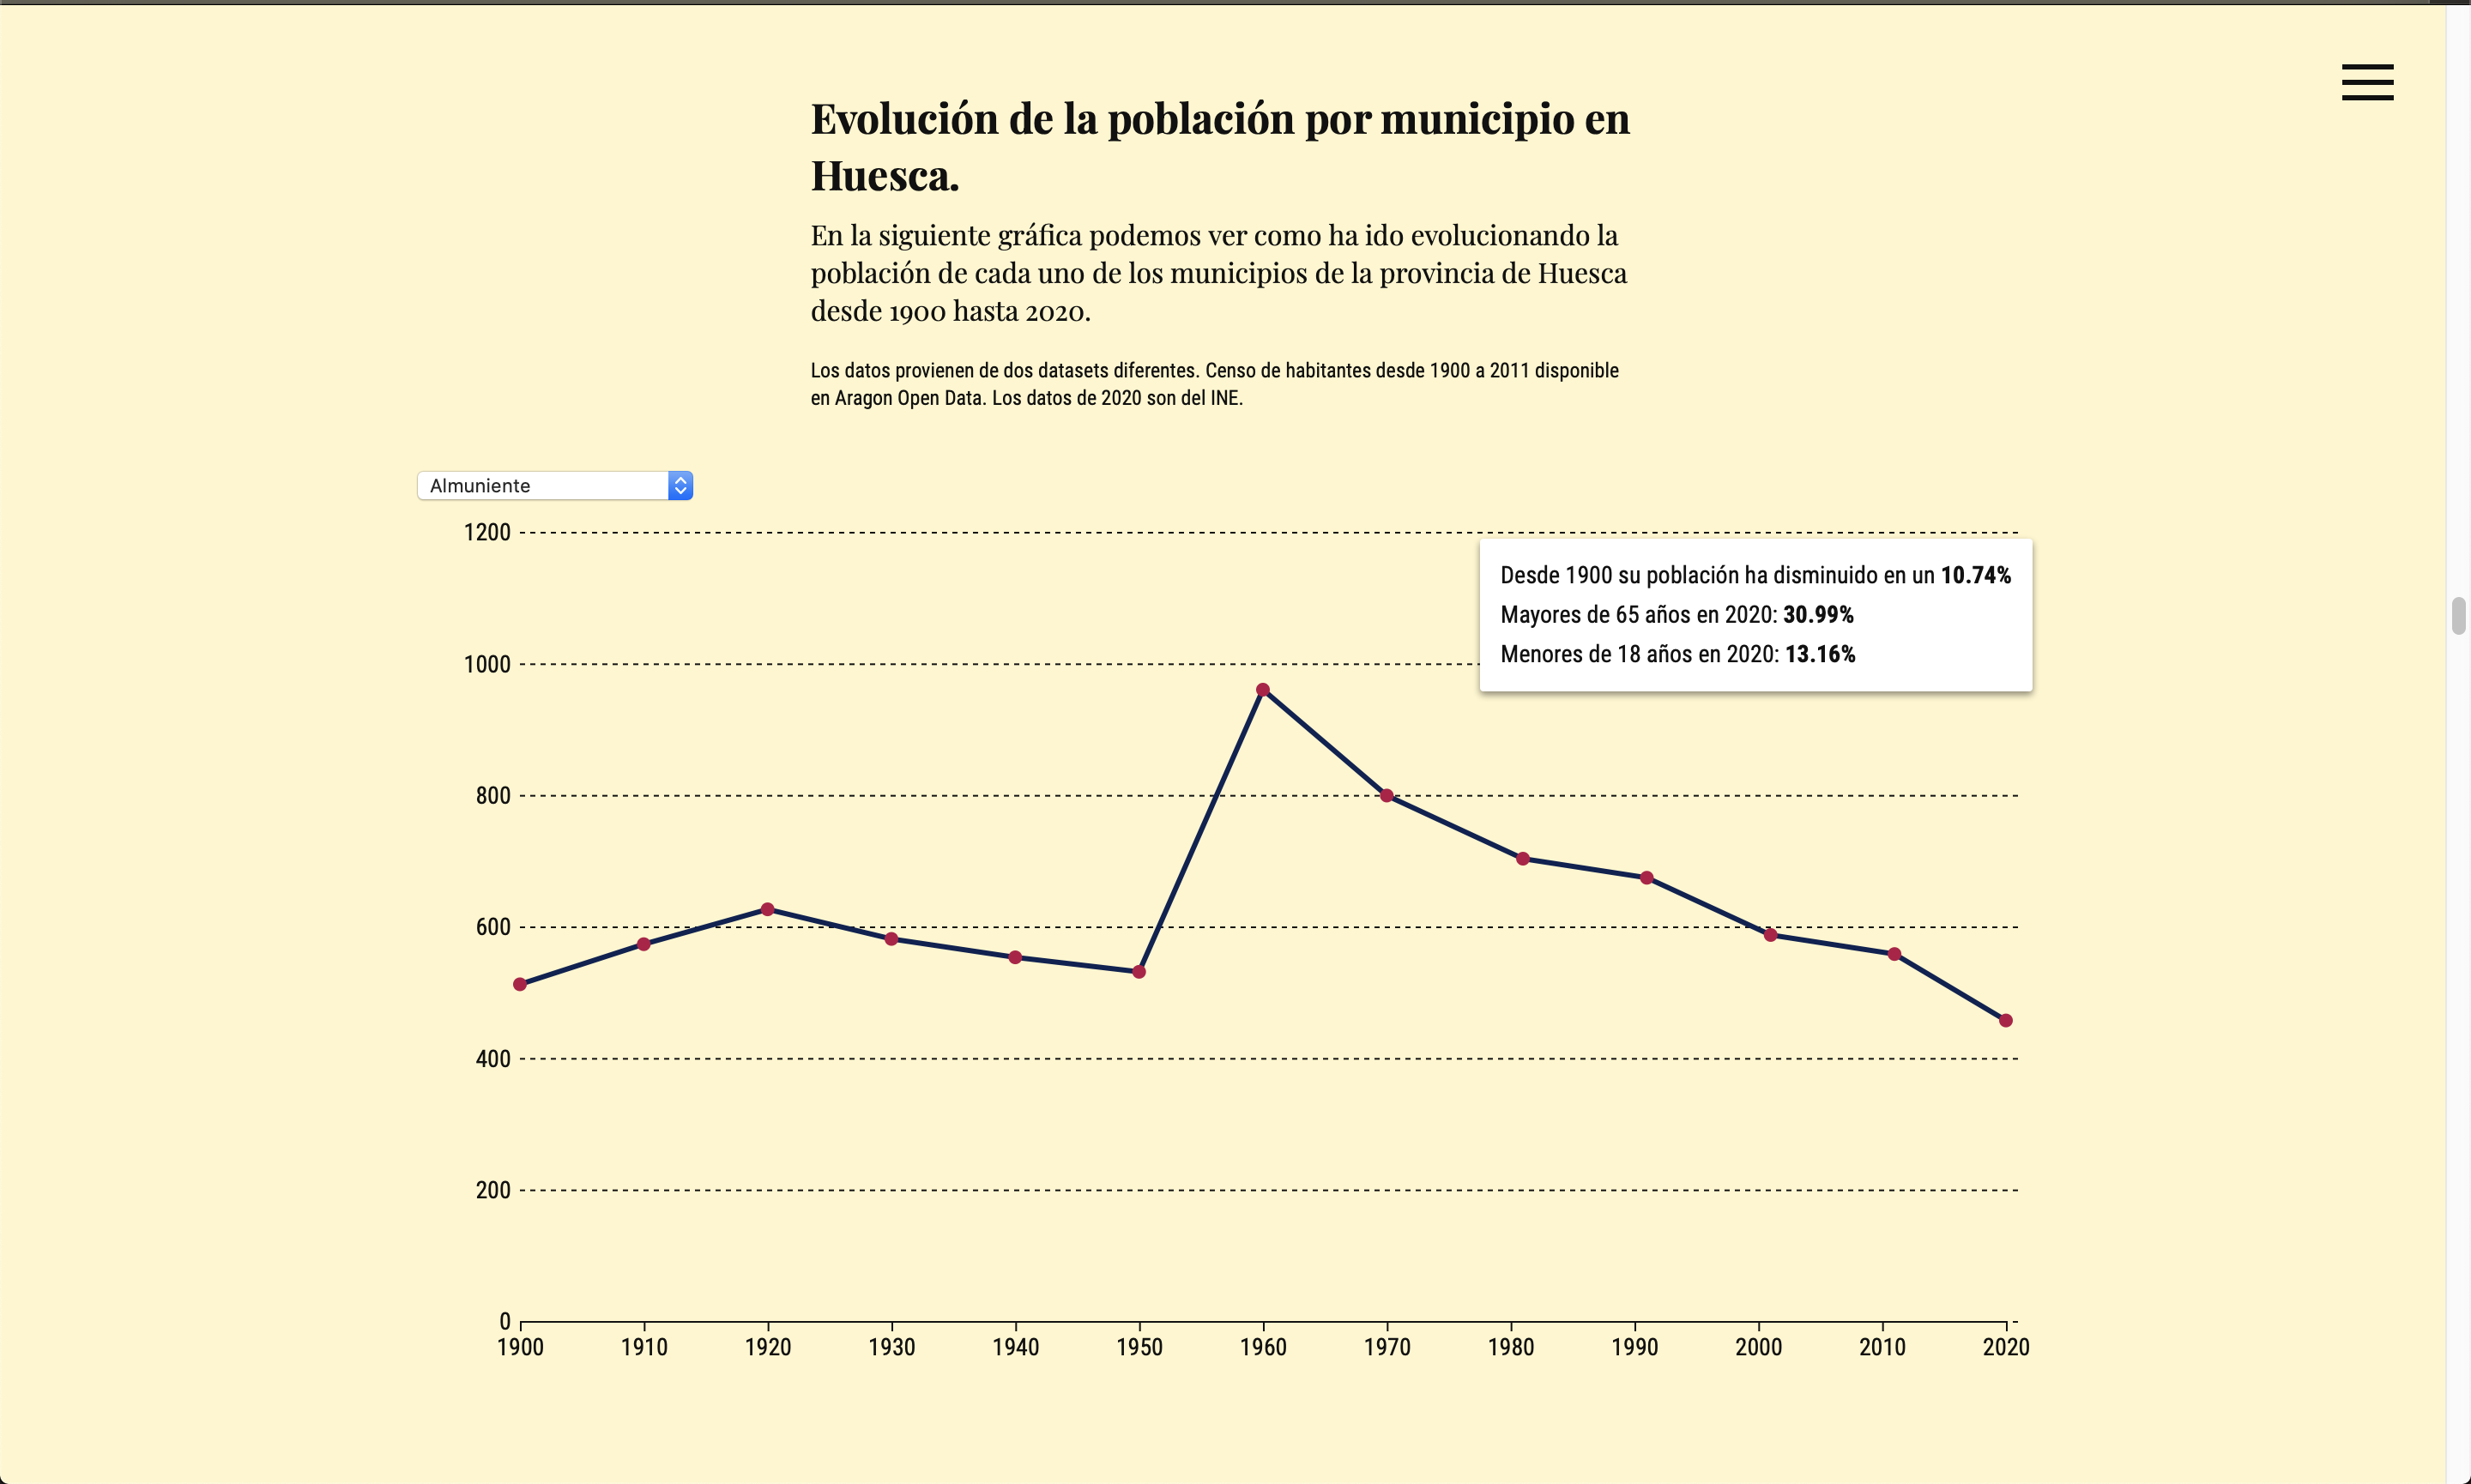 Evolución de la población por municipio en
Huesca.
En la siguiente gráfica podemos ver como ha ido evolucionando la
población de cada uno de los municipios de la provincia de Huesca
desde 1900 hasta 2020.
Los datos provienen de dos datasets diferentes. Censo de habitantes desde 1900 a 2011 disponible
en Aragon Open Data. Los datos de 2020 son del INE.
Almuniente
1200
Desde 1900 su población ha disminuido en un 10.74%
Mayores de 65 años en 2020: 30.99%
Menores de 18 años en 2020: 13.16%
1000
800
600
400
200
0
1900 1910 1920 1930 1940 1950 1960 1970 1980 1990 2000 2010 2020